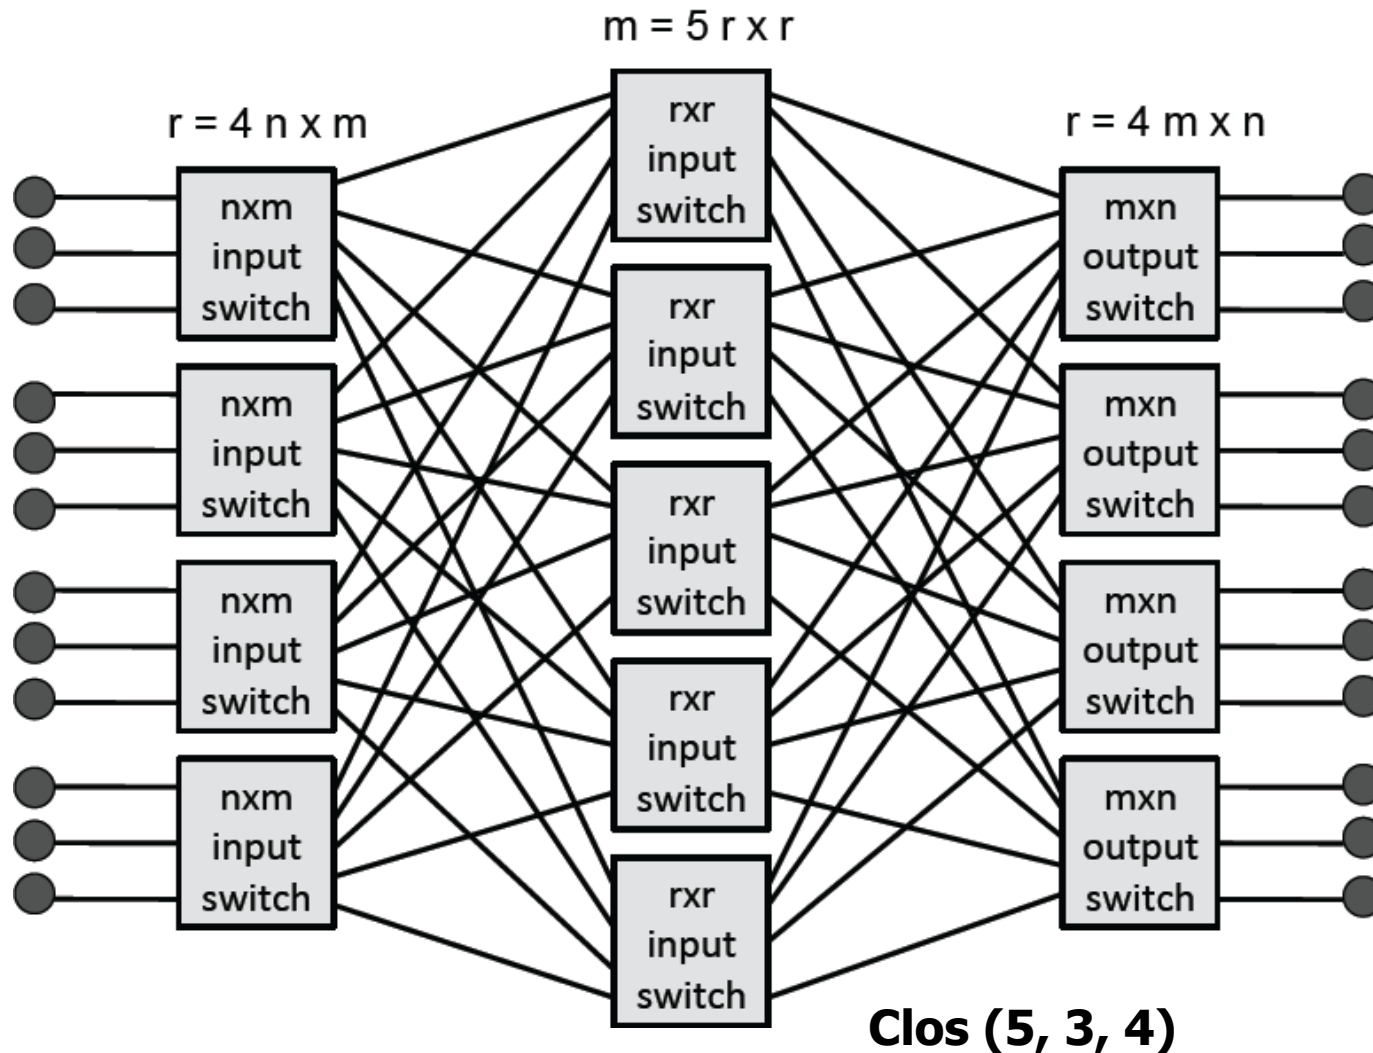 m = 5 r x r
r = 4 n x m
r = 4 m x n
nxm
input
switch
nxm
input
switch
nxm
input
switch
nxm
input
switch
rxr
input
switch
rxr
input
switch
rxr
input
switch
rxr
input
switch
rxr
input
switch
mxn
output
switch
mxn
output
switch
mxn
output
switch
mxn
output
switch
Clos (5, 3, 4)